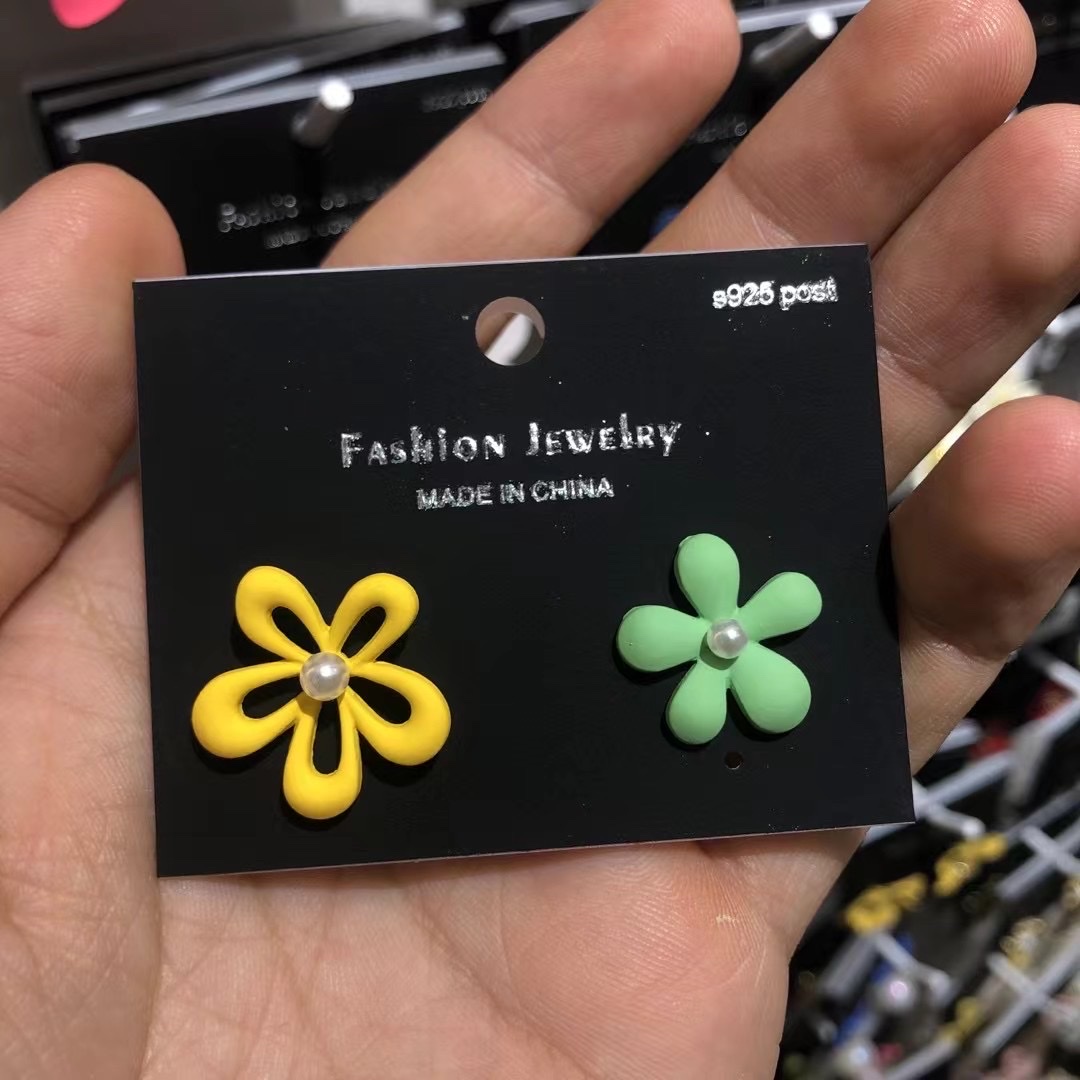 s925 post
Fashion Jewelry
MADE IN CHINA